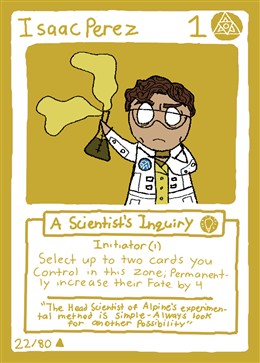 Isaac Perez 1
A Scientist's Inquiry
Initiator(1)
Select up to two cards you
Control in this zone; Permanent-
ly increase their Fate by 4
"The Head Scientist of Alpine's experimen-
tal method is simple-Always look
for another Possibility"
22/80